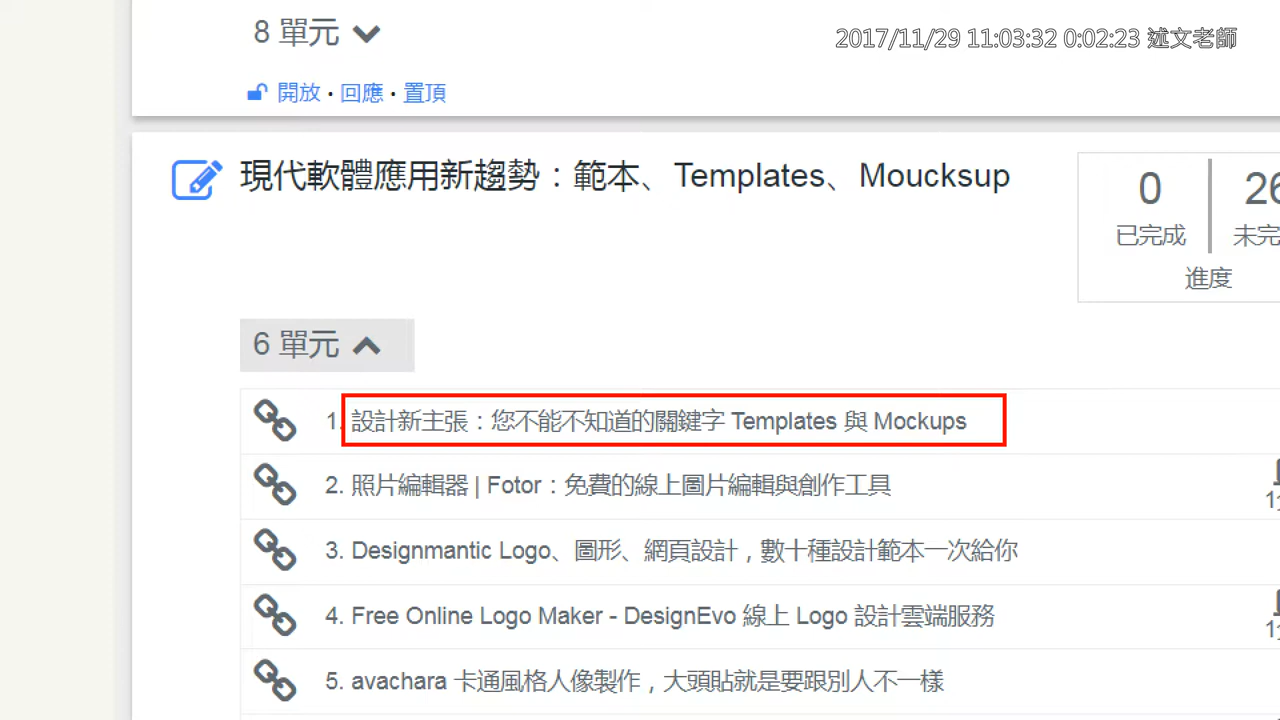 8 單元
2017/11/29 11:03:32 0:02:23 述文老師
開放 · 回應 · 置頂
現代軟體應用新趨勢：範本、Templates、Moucksup
0
26
已完成
未完
進度
6 單元
1. 設計新主張：您不能不知道的關鍵字 Templates 與 Mockups
2. 照片編輯器 | Fotor：免費的線上圖片編輯與創作工具
3. Designmantic Logo、圖形、網頁設計，數十種設計範本一次給你
4. Free Online Logo Maker - DesignEvo 線上 Logo 設計雲端服務
5. avachara 卡通風格人像製作，大頭貼就是要跟別人不一樣